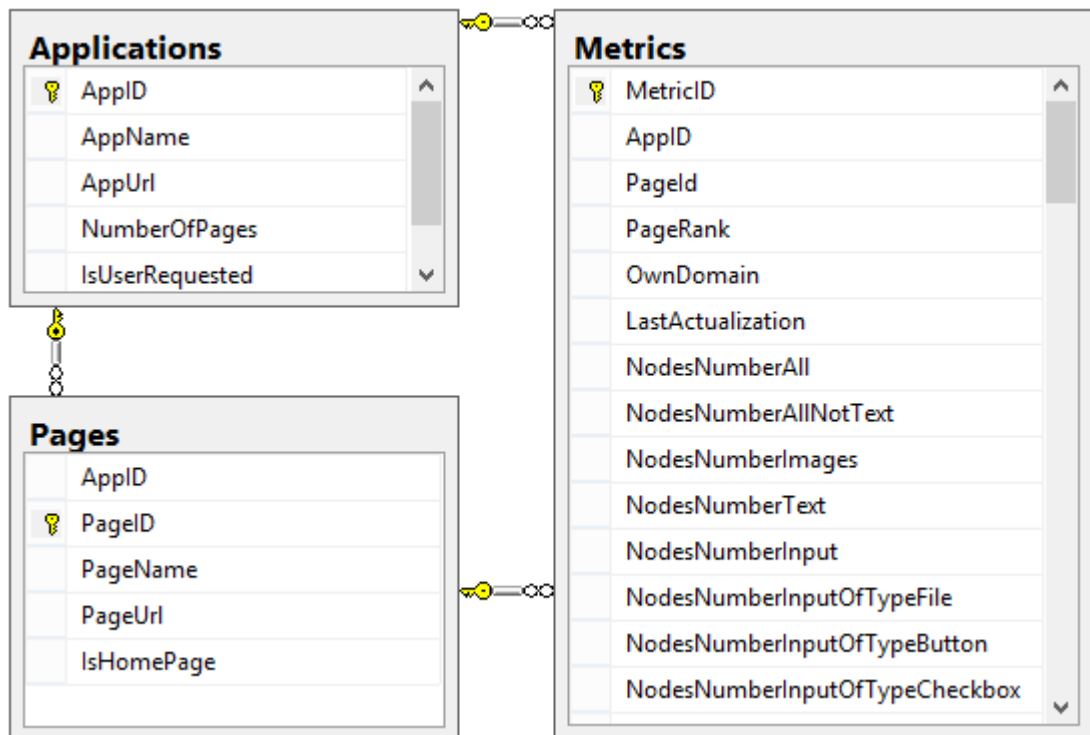 Applications
AppID
AppName
AppUrl
NumberOfPages
IsUserRequested
Pages
AppID
PageID
PageName
PageUrl
IsHomePage
Metrics
MetricID
AppID
PageId
PageRank
OwnDomain
LastActualization
NodesNumberAll
NodesNumberAllNotText
NodesNumberImages
NodesNumberText
NodesNumberInput
NodesNumberInputOfTypeFile
NodesNumberInputOfTypeButton
NodesNumberInputOfTypeCheckbox